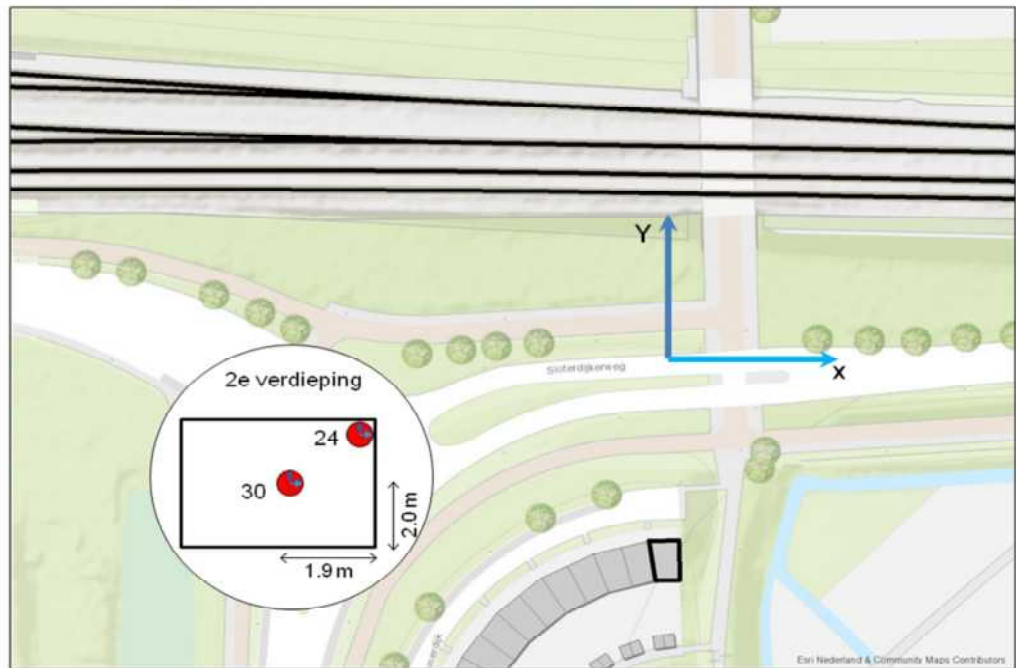 Y
x
Sloterdijkerweg
2e verdieping
24
30
2.0 m
1.9 m
Esri Nederland & Community Maps Contributors